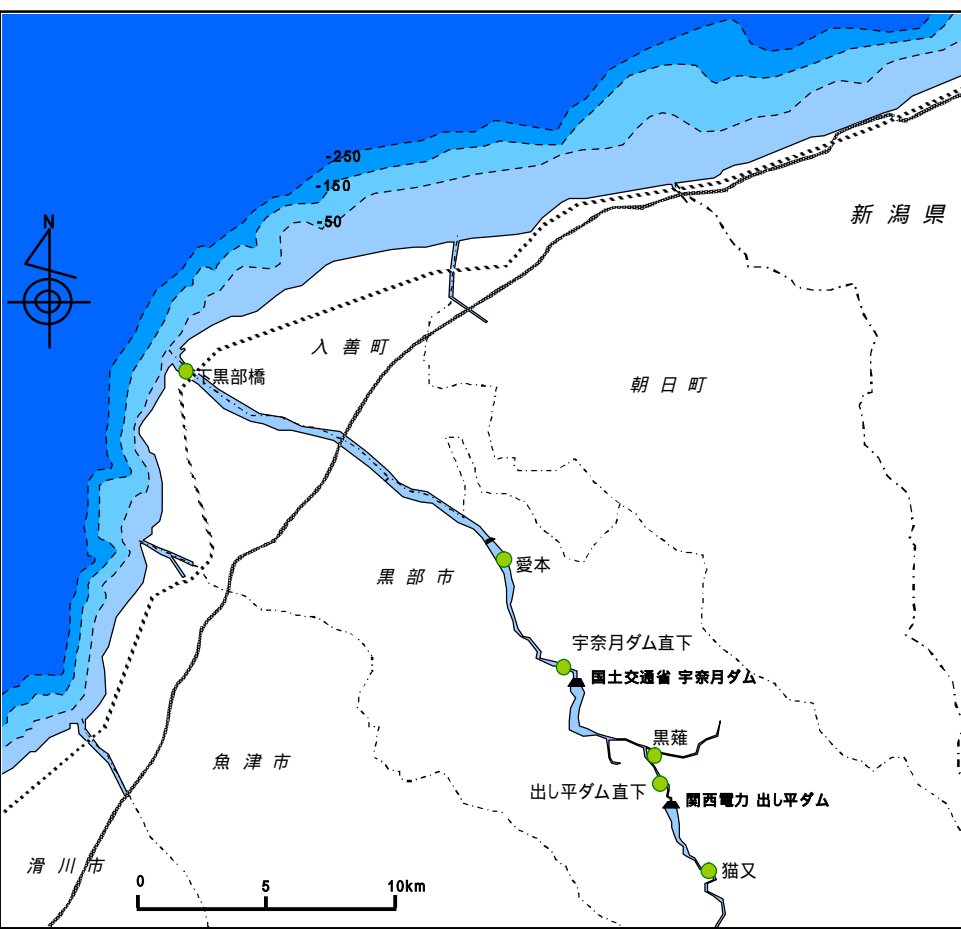 -250
-150
-50
N
新潟県
入善町
朝日町
下黒部橋
愛本
黒部市
宇奈月ダム直下
国土交通省 宇奈月ダム
黒薙
魚津市
出し平ダム直下
関西電力 出し平ダム
滑川市
猫又
0 5 10km